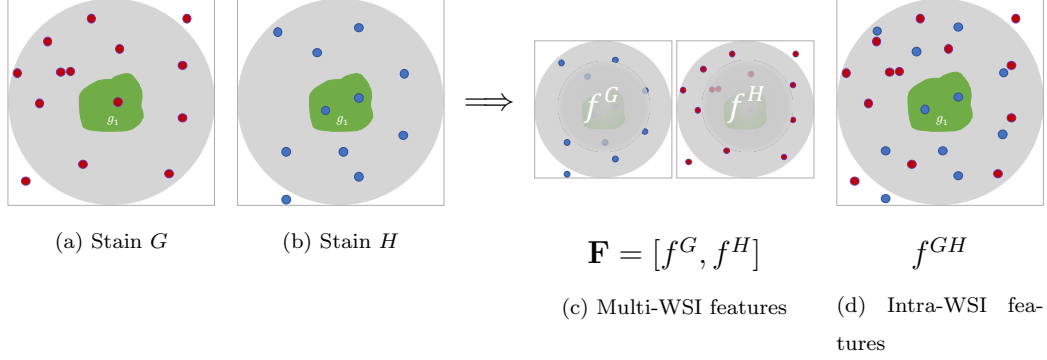 g₁
g₁
⟹
f^G
f^H
g₁
(a) Stain G
(b) Stain H
F = [f^G, f^H]
f^{GH}
(c) Multi-WSI features
(d) Intra-WSI fea-
tures